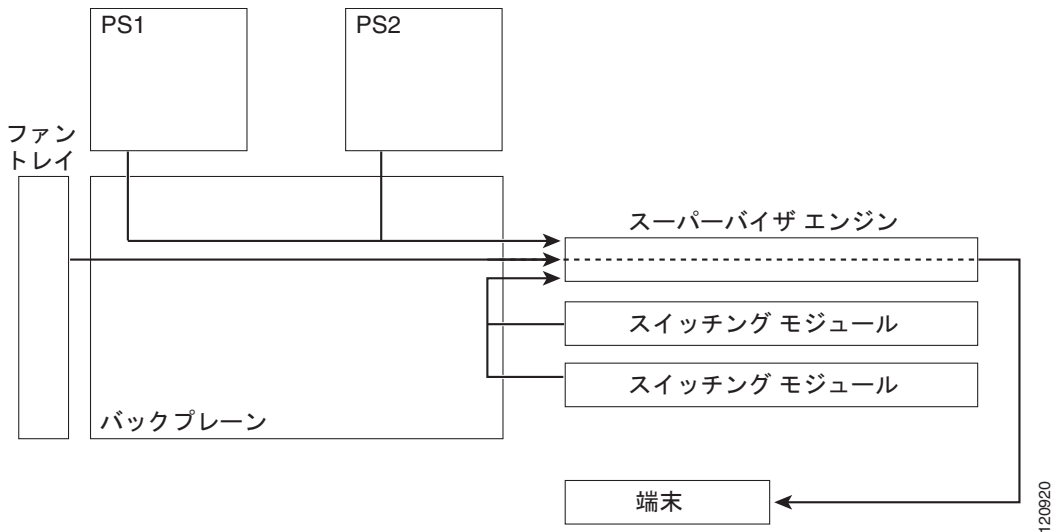 PS1
PS2
ファン
トレイ
スーパーバイザ エンジン
スイッチング モジュール
スイッチング モジュール
バックプレーン
端末
120920